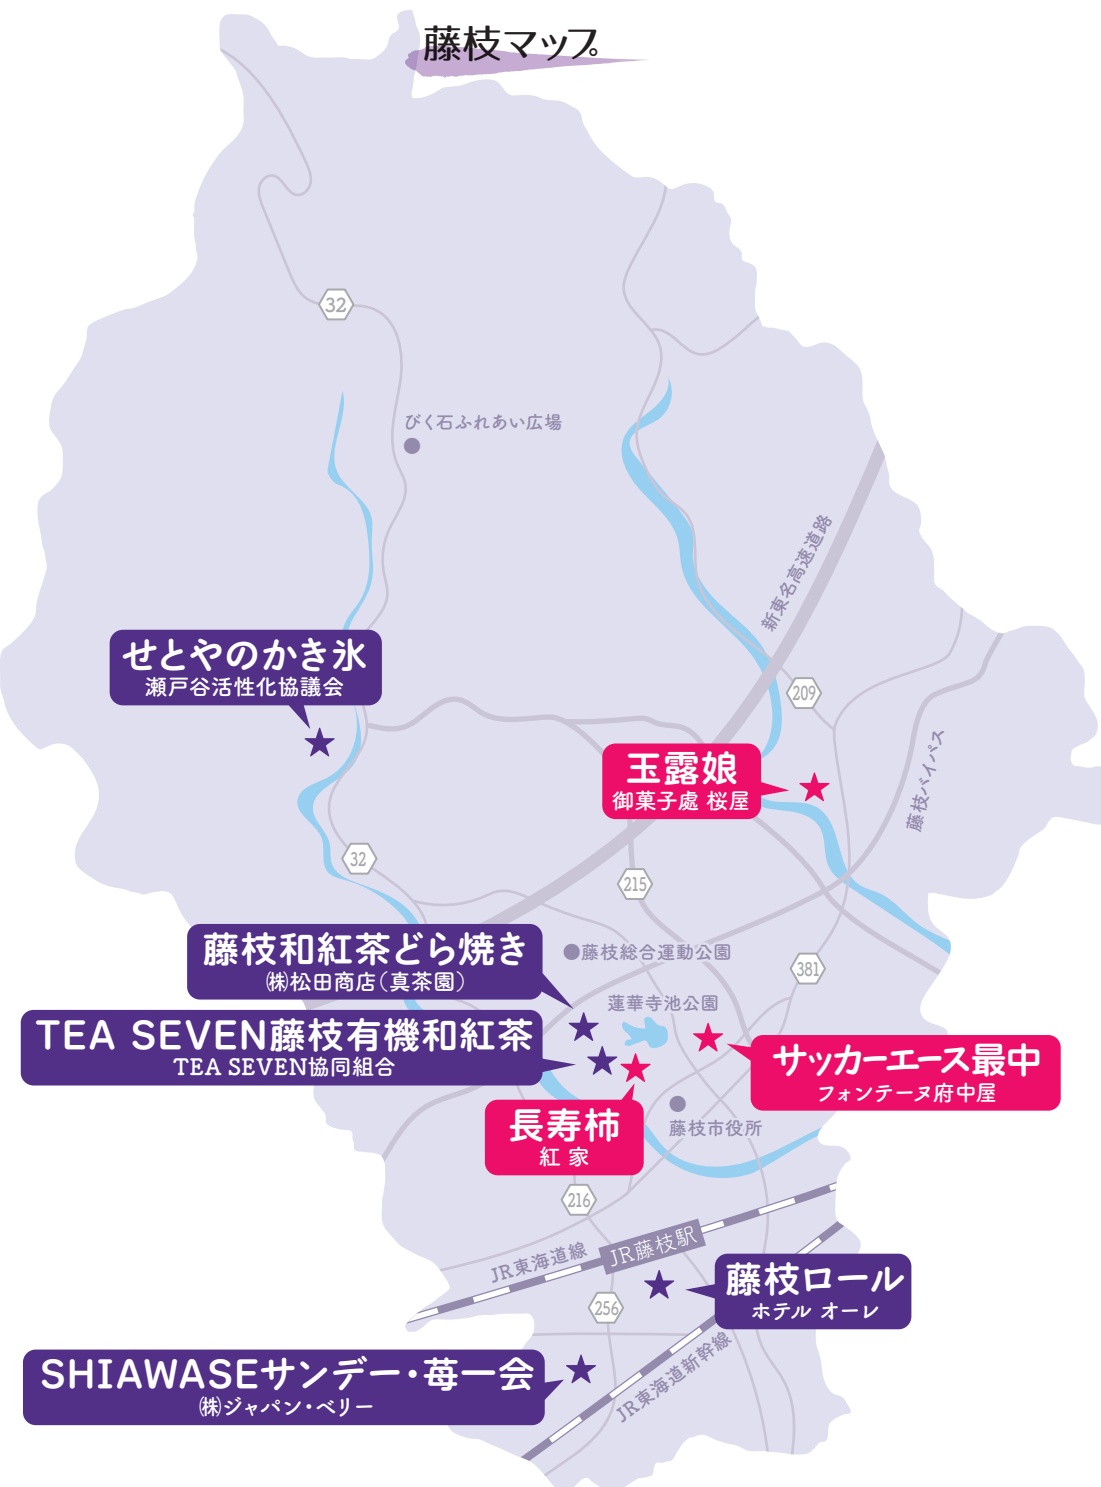 藤枝マップ
32
びく石ふれあい広場
新東名高速道路
せとやのかき氷
瀬戸谷活性化協議会
209
藤枝バイパス
玉露娘
御菓子處 桜屋
32
215
藤枝和紅茶どら焼き
㈱松田商店（真茶園）
藤枝総合運動公園
381
蓮華寺池公園
TEA SEVEN藤枝有機和紅茶
TEA SEVEN協同組合
サッカーエース最中
フォンテーヌ府中屋
長寿柿
紅 家
藤枝市役所
216
JR東海道線
JR藤枝駅
藤枝ロール
ホテル オーレ
256
SHIAWASEサンデー・苺一会
㈱ジャパン・ベリー
JR東海道新幹線